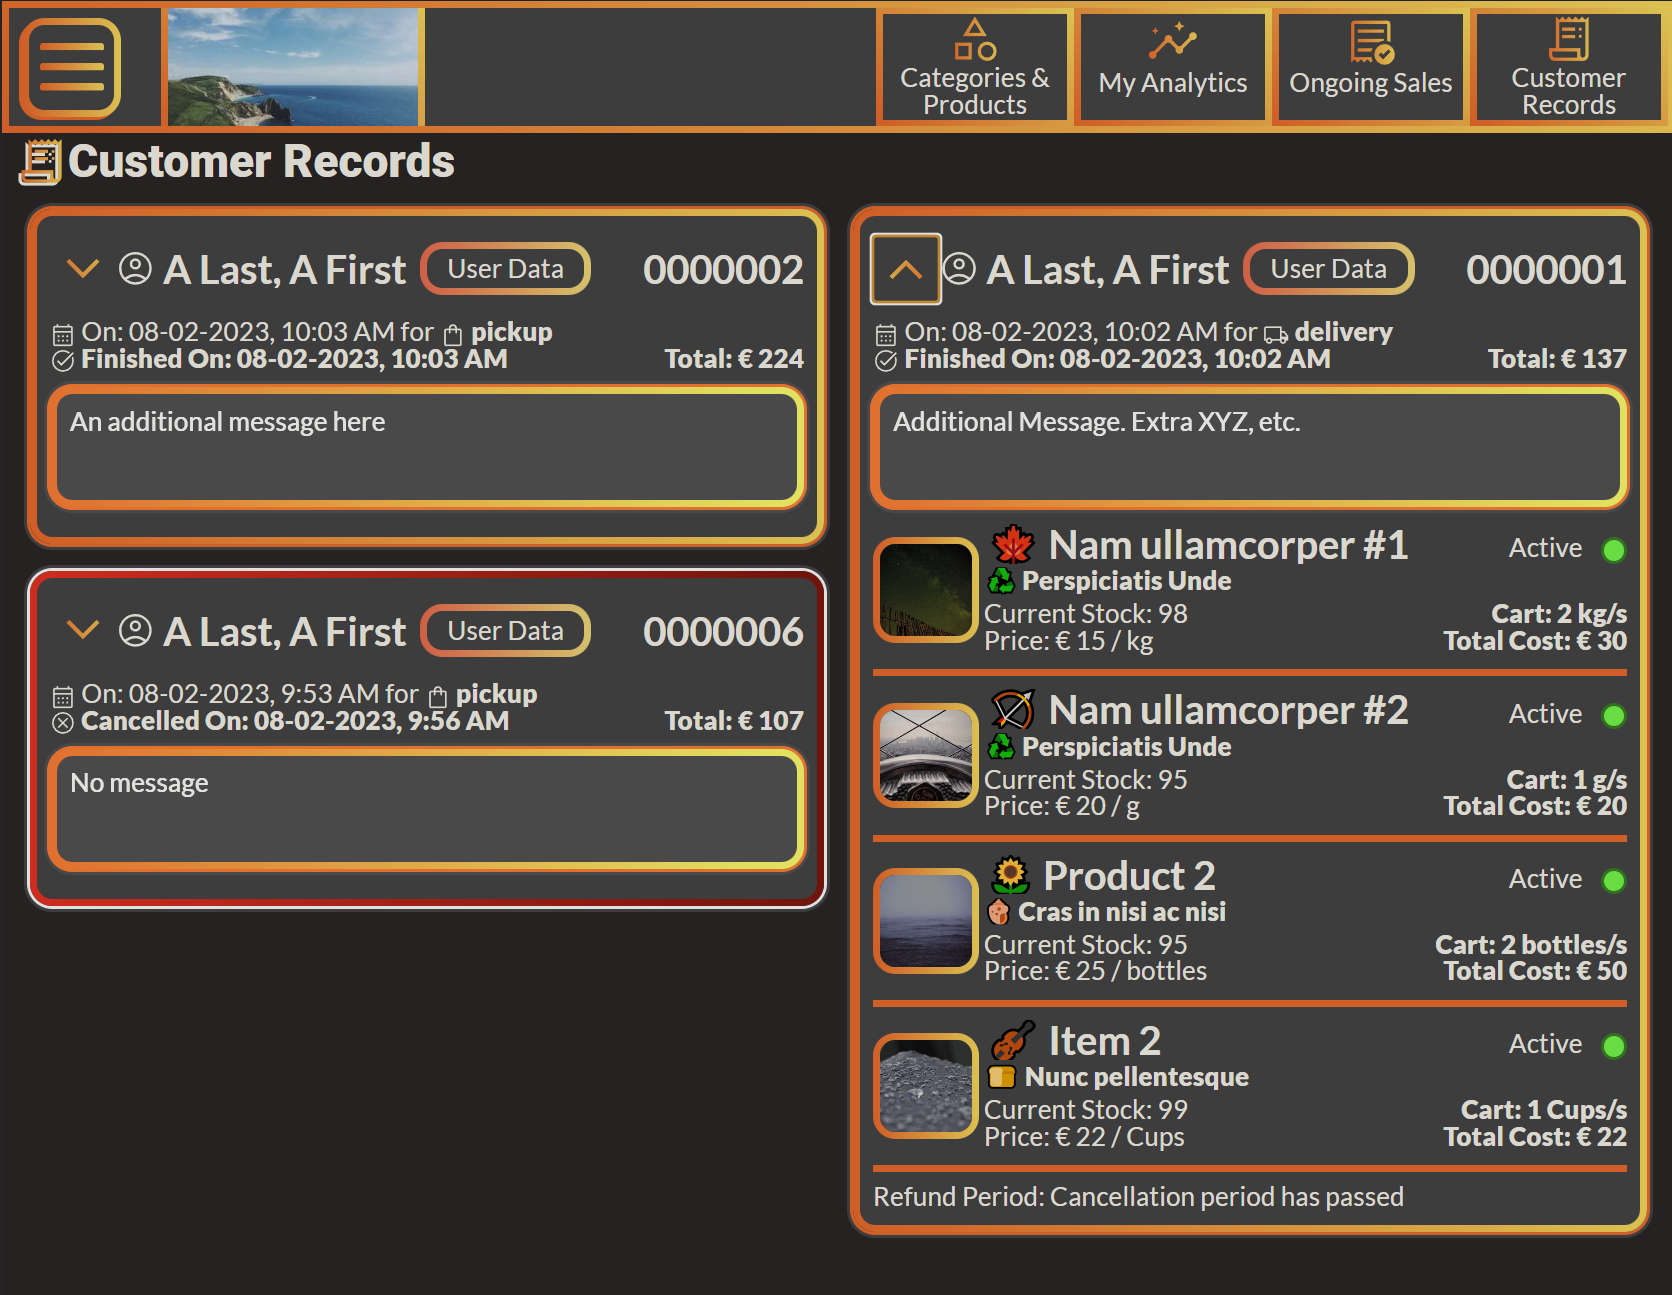 Categories &
Products
My Analytics
Ongoing Sales
Customer
Records
Customer Records
A Last, A First
User Data
0000002
On: 08-02-2023, 10:03 AM for pickup
Finished On: 08-02-2023, 10:03 AM
Total: € 224
An additional message here
A Last, A First
User Data
0000006
On: 08-02-2023, 9:53 AM for pickup
Cancelled On: 08-02-2023, 9:56 AM
Total: € 107
No message
A Last, A First
User Data
0000001
On: 08-02-2023, 10:02 AM for delivery
Finished On: 08-02-2023, 10:02 AM
Total: € 137
Additional Message. Extra XYZ, etc.
Nam ullamcorper #1
Active
Perspiciatis Unde
Current Stock: 98
Cart: 2 kg/s
Price: € 15 / kg
Total Cost: € 30
Nam ullamcorper #2
Active
Perspiciatis Unde
Current Stock: 95
Cart: 1 g/s
Price: € 20 / g
Total Cost: € 20
Product 2
Active
Cras in nisi ac nisi
Current Stock: 95
Cart: 2 bottles/s
Price: € 25 / bottles
Total Cost: € 50
Item 2
Active
Nunc pellentesque
Current Stock: 99
Cart: 1 Cups/s
Price: € 22 / Cups
Total Cost: € 22
Refund Period: Cancellation period has passed